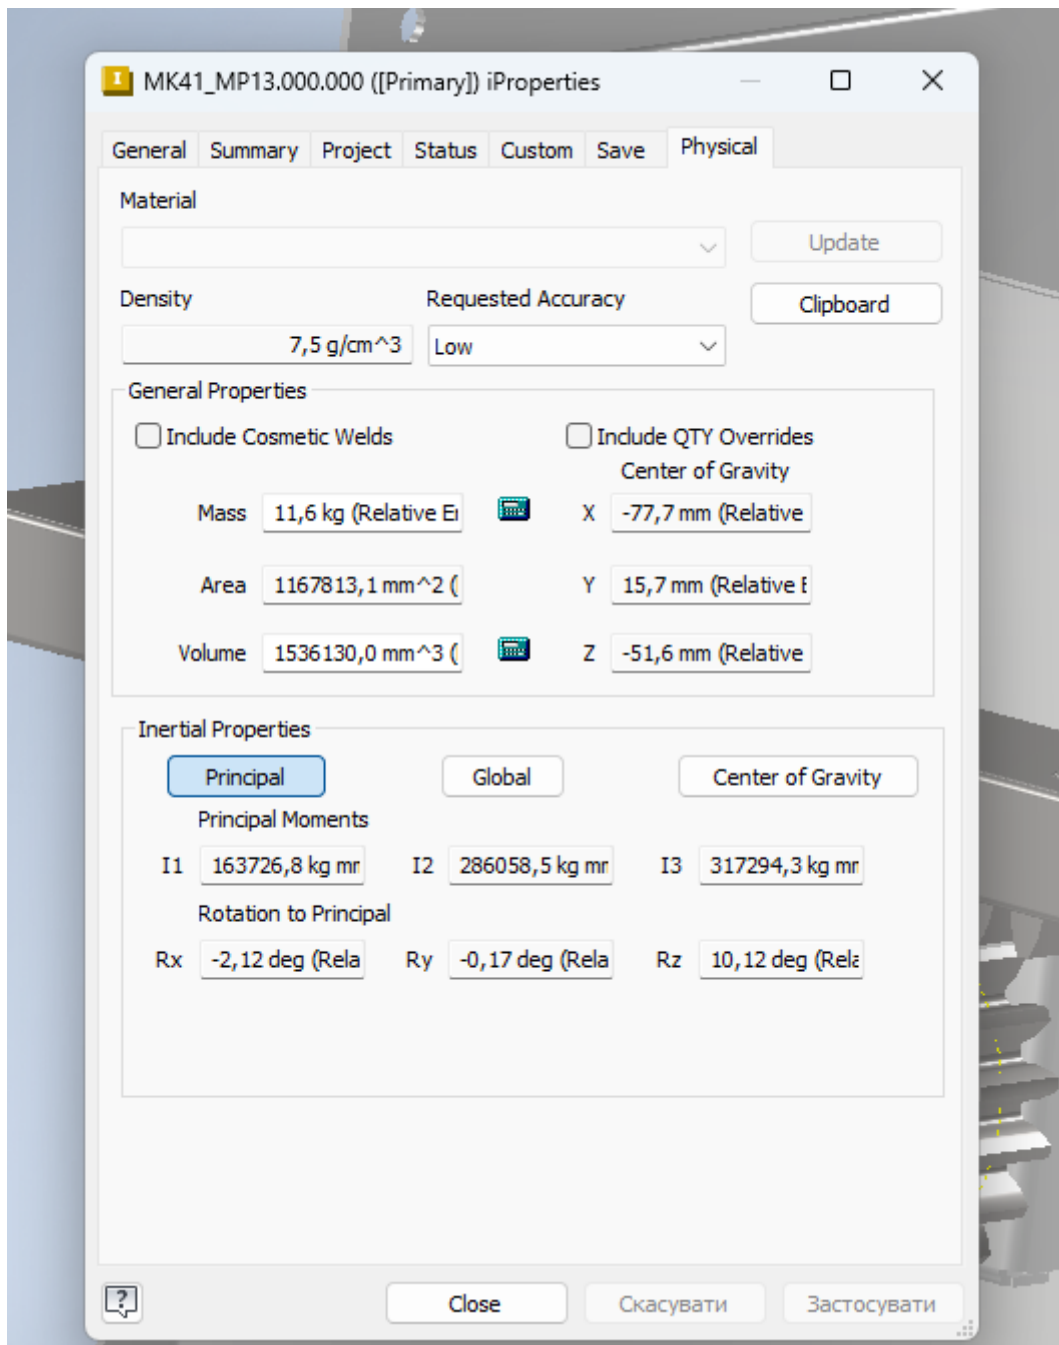 MK41_MP13.000.000 ([Primary]) iProperties
General Summary Project Status Custom Save Physical
Material
Update
Density Requested Accuracy Clipboard
7,5 g/cm^3 Low
General Properties
Include Cosmetic Welds Include QTY Overrides
Center of Gravity
Mass 11,6 kg (Relative Er X -77,7 mm (Relative
Area 1167813,1 mm^2 ( Y 15,7 mm (Relative E
Volume 1536130,0 mm^3 ( Z -51,6 mm (Relative
Inertial Properties
Principal Global Center of Gravity
Principal Moments
I1 163726,8 kg mm I2 286058,5 kg mm I3 317294,3 kg mm
Rotation to Principal
Rx -2,12 deg (Rela Ry -0,17 deg (Rela Rz 10,12 deg (Rela
Close Скасувати Застосувати